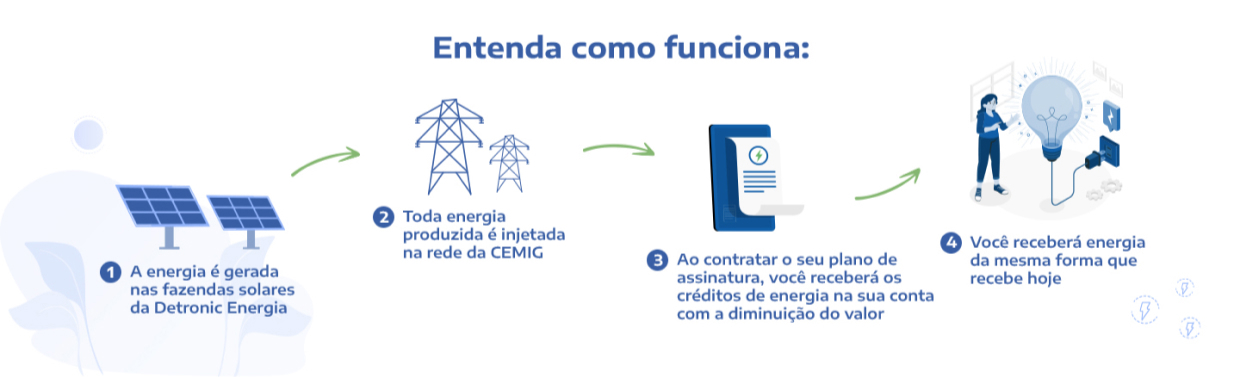 Entenda como funciona:
1 A energia é gerada
nas fazendas solares
da Detronic Energia
2 Toda energia
produzida é injetada
na rede da CEMIG
3 Ao contratar o seu plano de
assinatura, você receberá os
créditos de energia na sua conta
com a diminuição do valor
4 Você receberá energia
da mesma forma que
recebe hoje